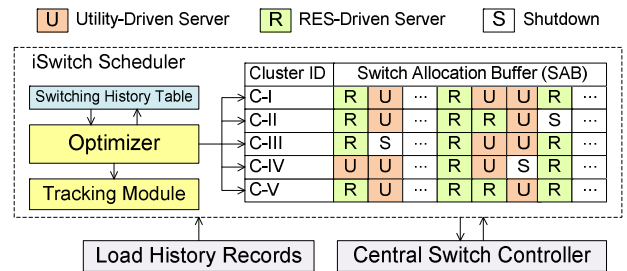 U Utility-Driven Server R RES-Driven Server S Shutdown
iSwitch Scheduler
Switching History Table
Optimizer
Tracking Module
Cluster ID Switch Allocation Buffer (SAB)
C-I R U ... R U U R ...
C-II R U ... R R U S ...
C-III R S ... R U U R ...
C-IV U U ... R U S R ...
C-V R U ... R R U R ...
Load History Records
Central Switch Controller